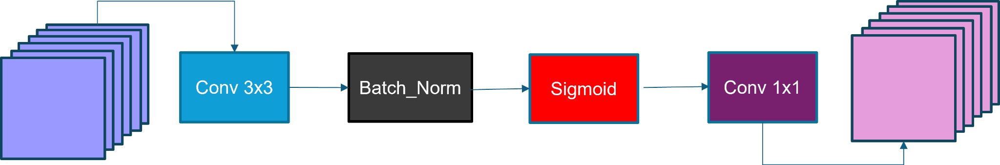 Conv 3x3
Batch_Norm
Sigmoid
Conv 1x1